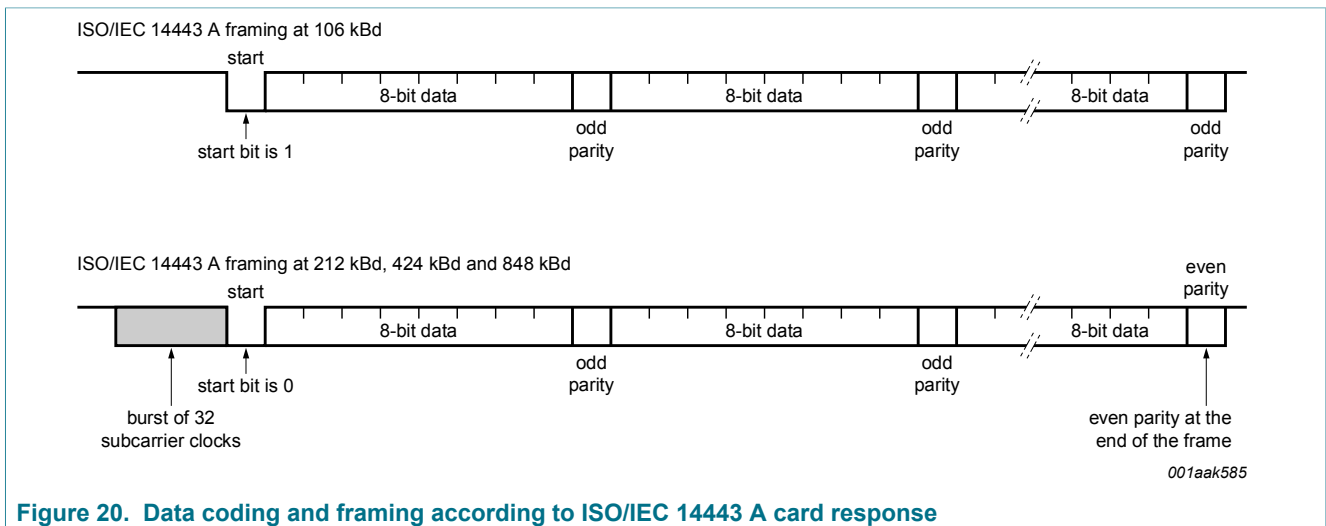 ISO/IEC 14443 A framing at 106 kBd
start
8-bit data
8-bit data
8-bit data
start bit is 1
odd
parity
odd
parity
odd
parity
ISO/IEC 14443 A framing at 212 kBd, 424 kBd and 848 kBd
start
even
parity
8-bit data
8-bit data
8-bit data
start bit is 0
odd
parity
odd
parity
burst of 32
subcarrier clocks
even parity at the
end of the frame
001aak585
Figure 20. Data coding and framing according to ISO/IEC 14443 A card response